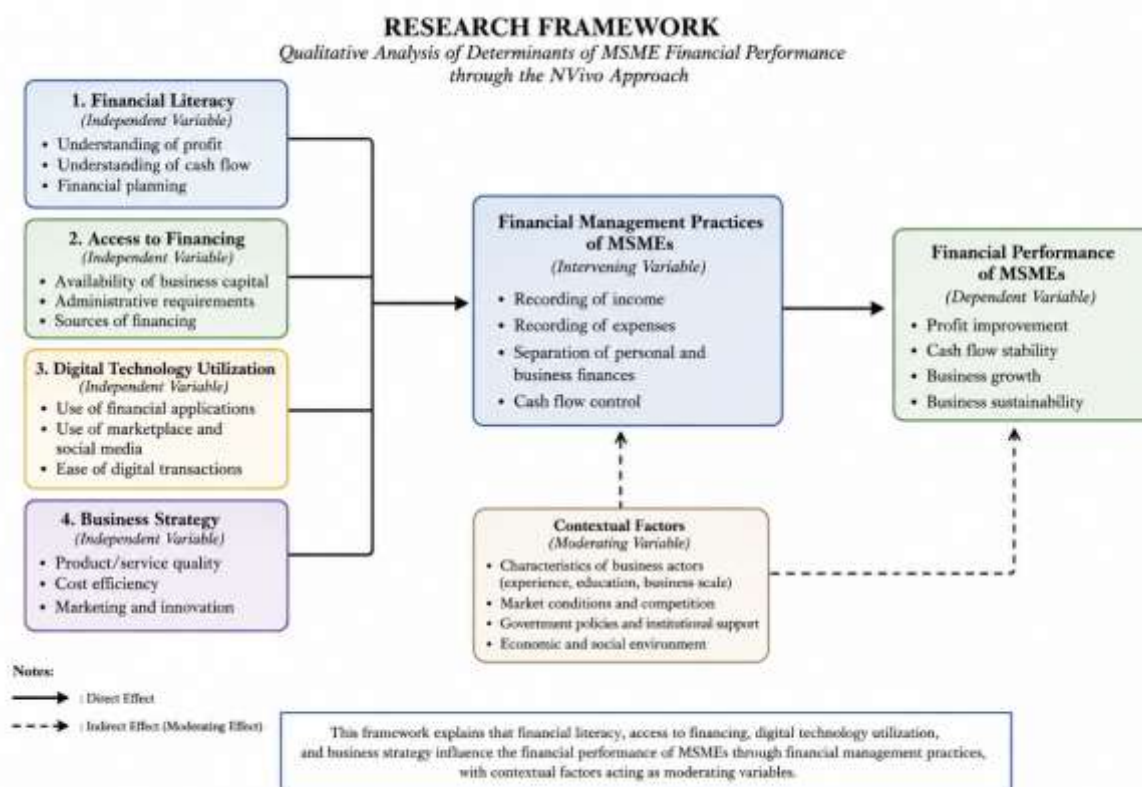 RESEARCH FRAMEWORK
Qualitative Analysis of Determinants of MSME Financial Performance
through the NVivo Approach
1. Financial Literacy
(Independent Variable)
• Understanding of profit
• Understanding of cash flow
• Financial planning
2. Access to Financing
(Independent Variable)
• Availability of business capital
• Administrative requirements
• Sources of financing
3. Digital Technology Utilization
(Independent Variable)
• Use of financial applications
• Use of marketplace and
social media
• Ease of digital transactions
4. Business Strategy
(Independent Variable)
• Product/service quality
• Cost efficiency
• Marketing and innovation
Financial Management Practices
of MSMEs
(Intervening Variable)
• Recording of income
• Recording of expenses
• Separation of personal and
business finances
• Cash flow control
Financial Performance
of MSMEs
(Dependent Variable)
• Profit improvement
• Cash flow stability
• Business growth
• Business sustainability
Contextual Factors
(Moderating Variable)
• Characteristics of business actors
(experience, education, business scale)
• Market conditions and competition
• Government policies and institutional support
• Economic and social environment
Notes:
: Direct Effect
: Indirect Effect (Moderating Effect)
This framework explains that financial literacy, access to financing, digital technology utilization,
and business strategy influence the financial performance of MSMEs through financial management practices,
with contextual factors acting as moderating variables.